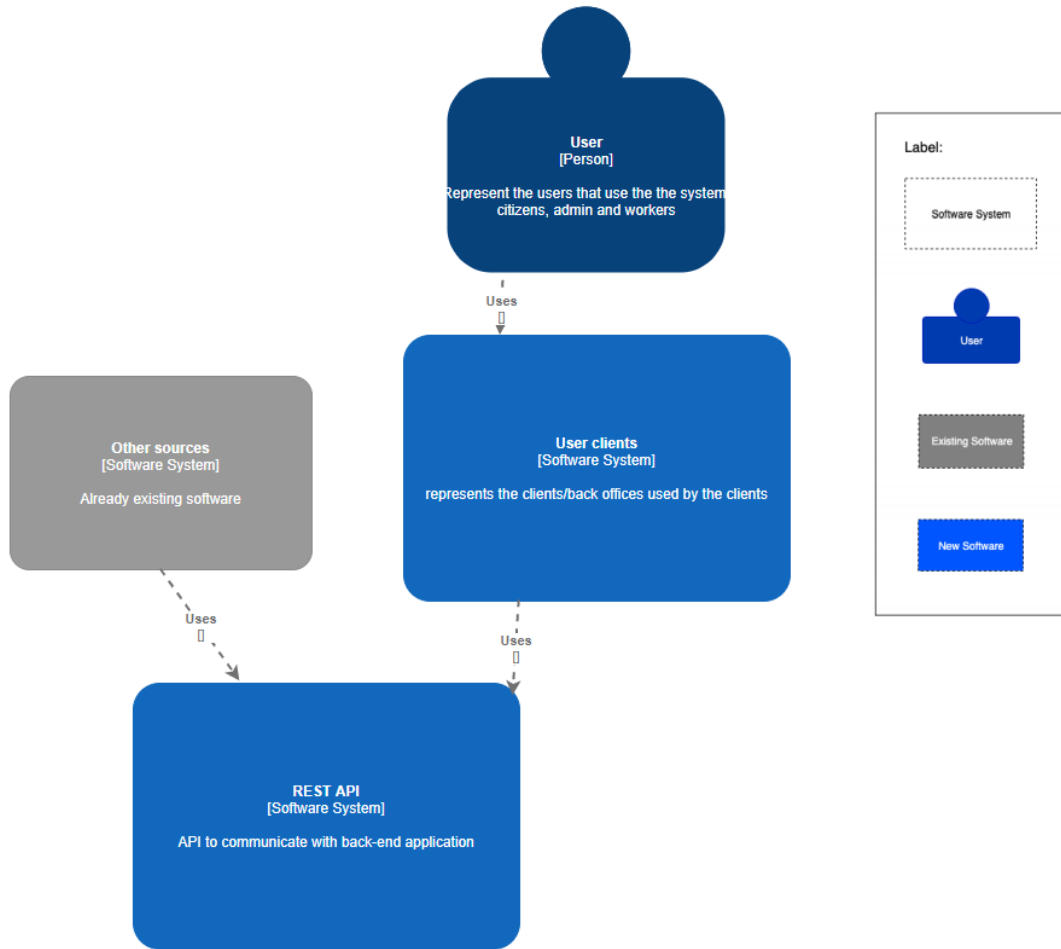 User
[Person]
Represent the users that use the the system
citizens, admin and workers
Uses
[]
Other sources
[Software System]
Already existing software
User clients
[Software System]
represents the clients/back offices used by the clients
Uses
[]
Uses
[]
REST API
[Software System]
API to communicate with back-end application
Label:
Software System
User
Existing Software
New Software